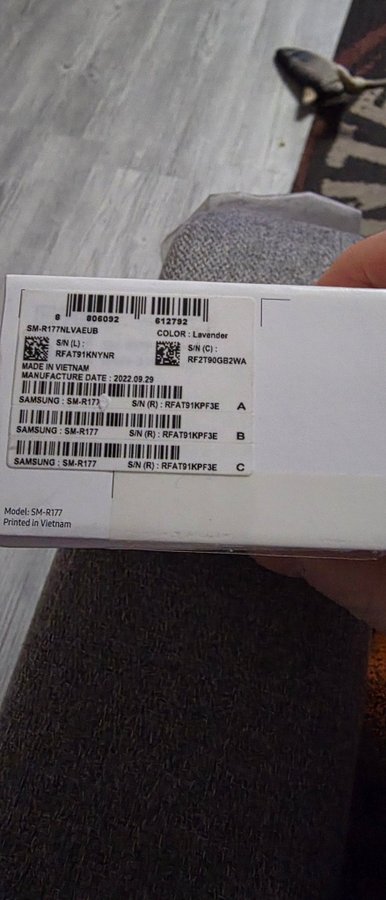 8 806092 612792
SM-R177NLVAEUB COLOR: Lavender
S/N (L) : S/N (C) :
RFAT91KNYNR RF2T90GB2WA
MADE IN VIETNAM
MANUFACTURE DATE : 2022.09.29
SAMSUNG : SM-R177 S/N (R) : RFAT91KPF3E A
SAMSUNG : SM-R177 S/N (R) : RFAT91KPF3E B
SAMSUNG : SM-R177 S/N (R) : RFAT91KPF3E C
Model: SM-R177
Printed in Vietnam